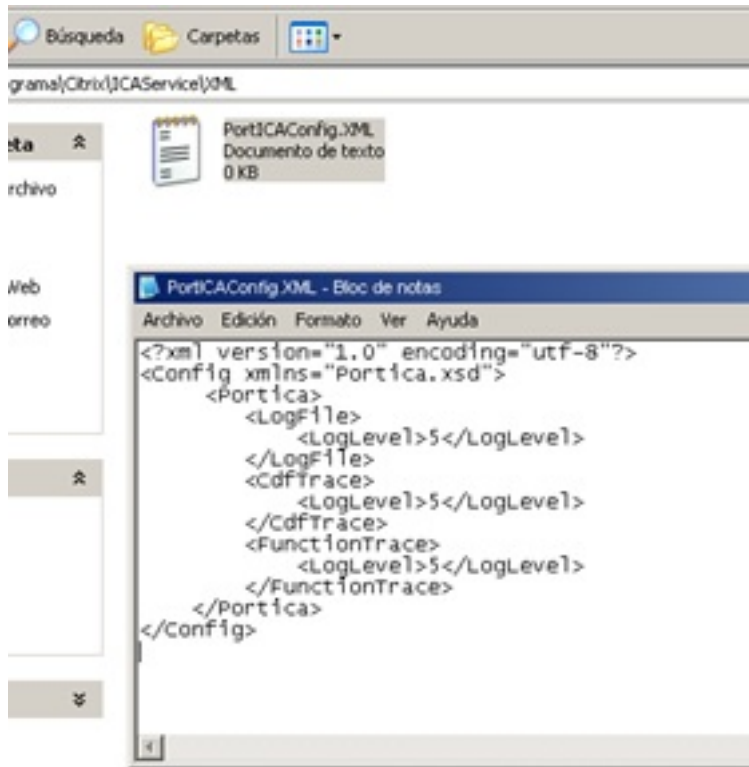 Búsqueda Carpetas
ograma\Citrix\ICAService\XML
eta
PortICAConfig.XML
Documento de texto
0 KB
rchivo
Web
orreo
PortICAConfig.XML - Bloc de notas
Archivo Edición Formato Ver Ayuda
<?xml version="1.0" encoding="utf-8"?>
<Config xmlns="Portica.xsd">
<Portica>
<LogFile>
<LogLevel>5</LogLevel>
</LogFile>
<CdfTrace>
<LogLevel>5</LogLevel>
</CdfTrace>
<FunctionTrace>
<LogLevel>5</LogLevel>
</FunctionTrace>
</Portica>
</Config>